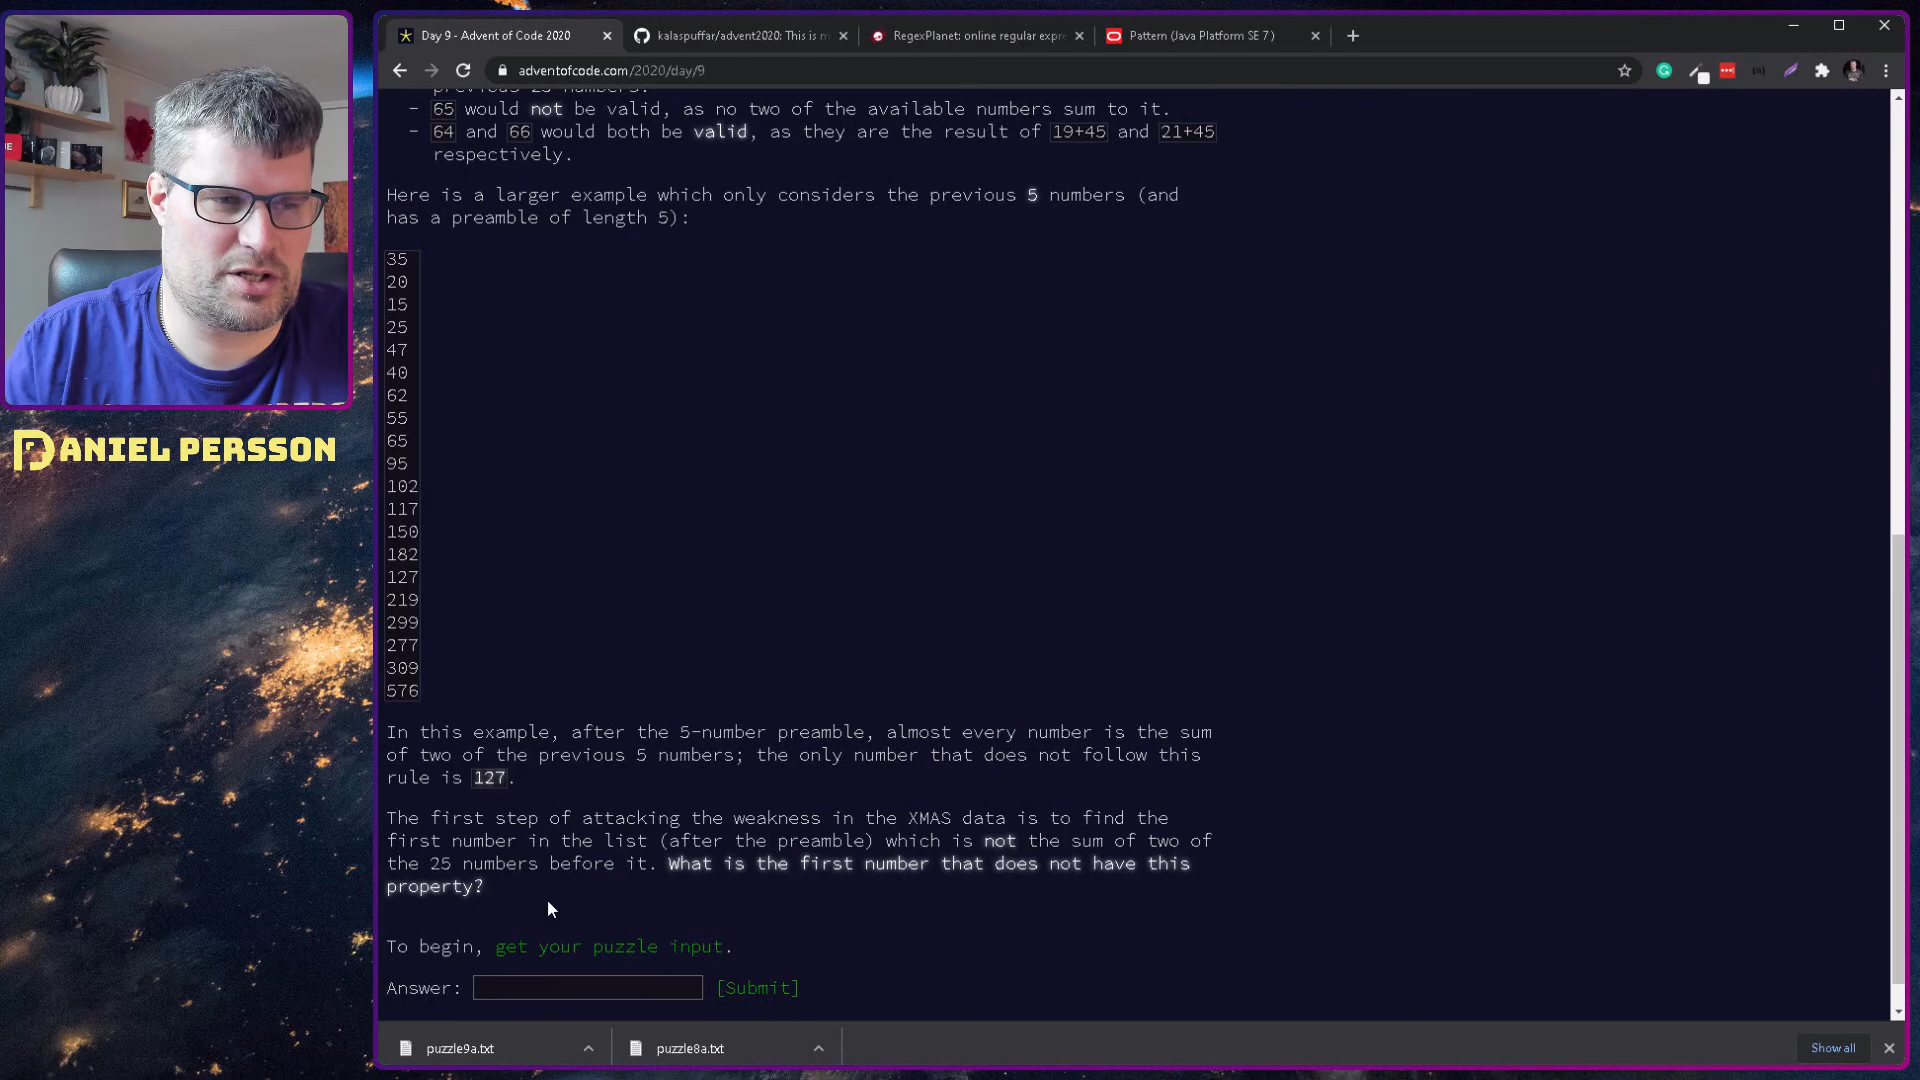 Day 9 - Advent of Code 2020
kalaspuffar/advent2020: This is m
RegexPlanet: online regular expr
Pattern (Java Platform SE 7 )
adventofcode.com/2020/day/9
previous 25 numbers.
- 65 would not be valid, as no two of the available numbers sum to it.
- 64 and 66 would both be valid, as they are the result of 19+45 and 21+45
respectively.
Here is a larger example which only considers the previous 5 numbers (and
has a preamble of length 5):
35
20
15
25
47
40
62
55
65
95
102
117
150
182
127
219
299
277
309
576
In this example, after the 5-number preamble, almost every number is the sum
of two of the previous 5 numbers; the only number that does not follow this
rule is 127.
The first step of attacking the weakness in the XMAS data is to find the
first number in the list (after the preamble) which is not the sum of two of
the 25 numbers before it. What is the first number that does not have this
property?
To begin, get your puzzle input.
Answer: [Submit]
puzzle9a.txt
puzzle8a.txt
Show all
DANIEL PERSSON